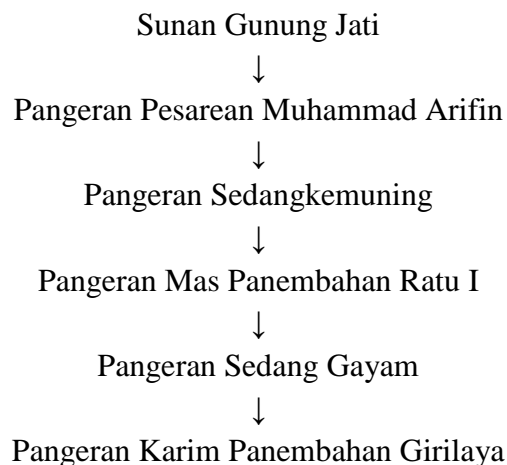 Sunan Gunung Jati
↓
Pangeran Pesarean Muhammad Arifin
↓
Pangeran Sedangkemuning
↓
Pangeran Mas Panembahan Ratu I
↓
Pangeran Sedang Gayam
↓
Pangeran Karim Panembahan Girilaya